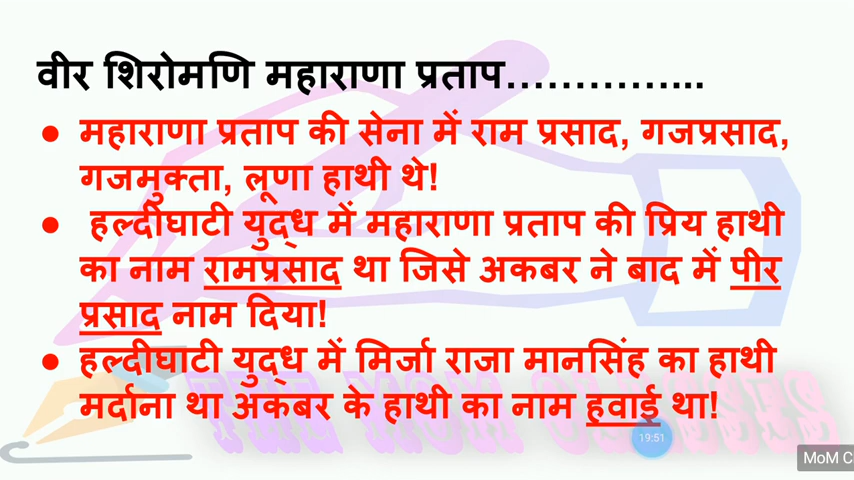 वीर शिरोमणि महाराणा प्रताप……………...
● महाराणा प्रताप की सेना में राम प्रसाद, गजप्रसाद,
गजमुक्ता, लूणा हाथी थे!
● हल्दीघाटी युद्ध में महाराणा प्रताप की प्रिय हाथी
का नाम रामप्रसाद था जिसे अकबर ने बाद में पीर
प्रसाद नाम दिया!
● हल्दीघाटी युद्ध में मिर्जा राजा मानसिंह का हाथी
मर्दाना था अकबर के हाथी का नाम हवाई था!
19:51
MoM C